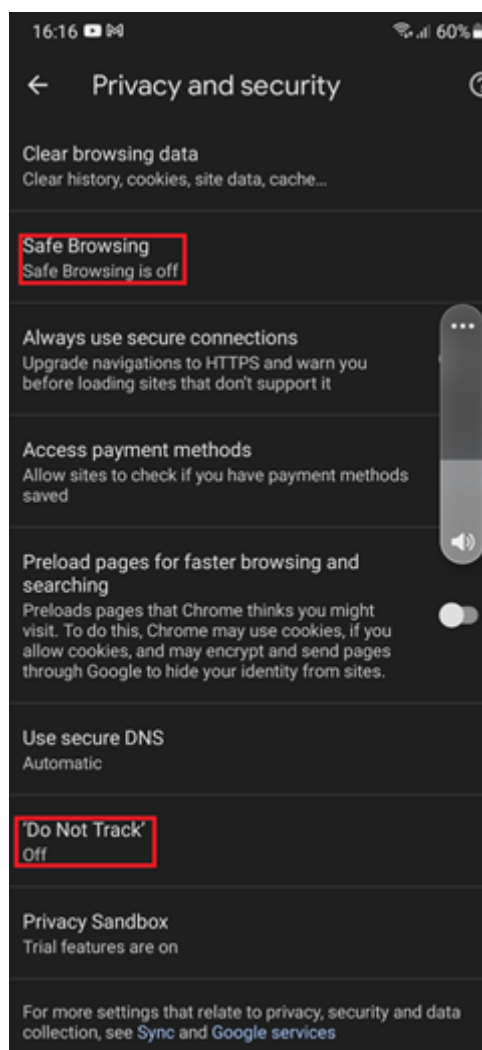 16:16
60%
Privacy and security
Clear browsing data
Clear history, cookies, site data, cache...
Safe Browsing
Safe Browsing is off
Always use secure connections
Upgrade navigations to HTTPS and warn you
before loading sites that don't support it
Access payment methods
Allow sites to check if you have payment methods
saved
Preload pages for faster browsing and
searching
Preloads pages that Chrome thinks you might
visit. To do this, Chrome may use cookies, if you
allow cookies, and may encrypt and send pages
through Google to hide your identity from sites.
Use secure DNS
Automatic
'Do Not Track'
Off
Privacy Sandbox
Trial features are on
For more settings that relate to privacy, security and data
collection, see Sync and Google services